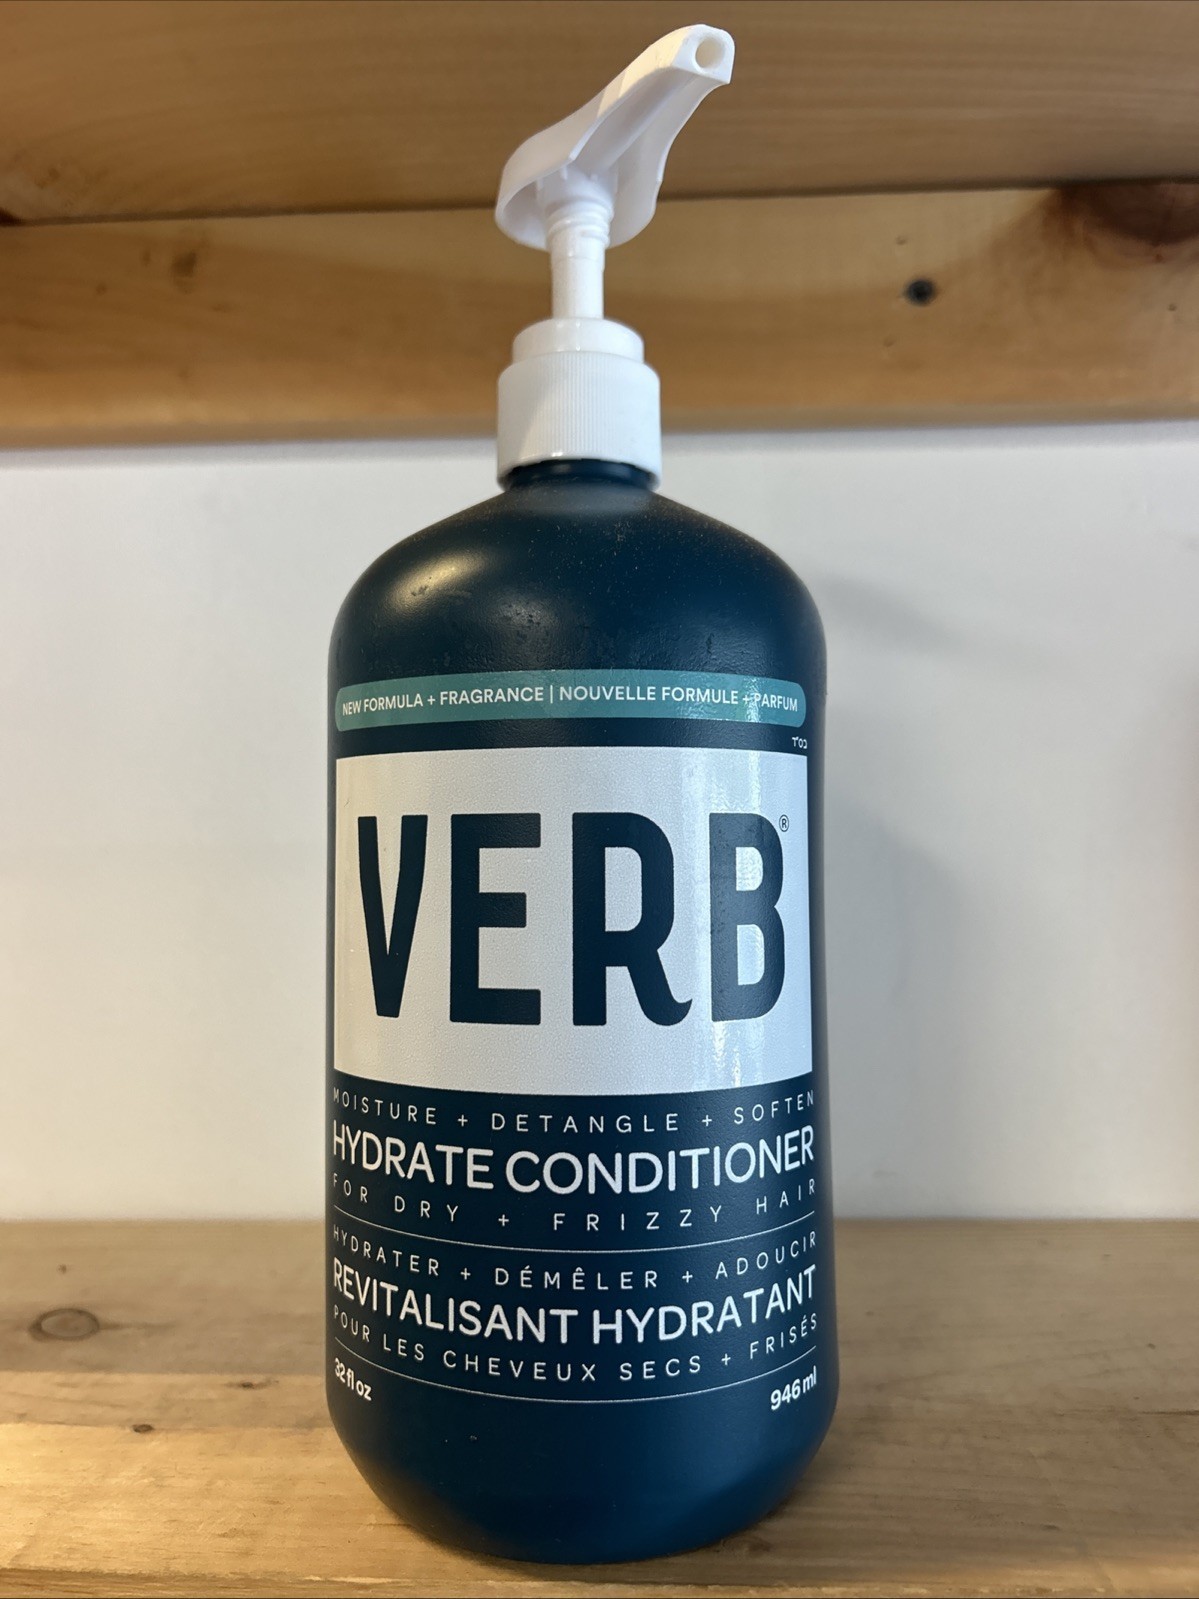 NEW FORMULA + FRAGRANCE | NOUVELLE FORMULE + PARFUM
בס"ד
VERB®
MOISTURE + DETANGLE + SOFTEN
HYDRATE CONDITIONER
FOR DRY + FRIZZY HAIR
HYDRATER + DÉMÊLER + ADOUCIR
REVITALISANT HYDRATANT
POUR LES CHEVEUX SECS + FRISÉS
32 fl oz 946 ml